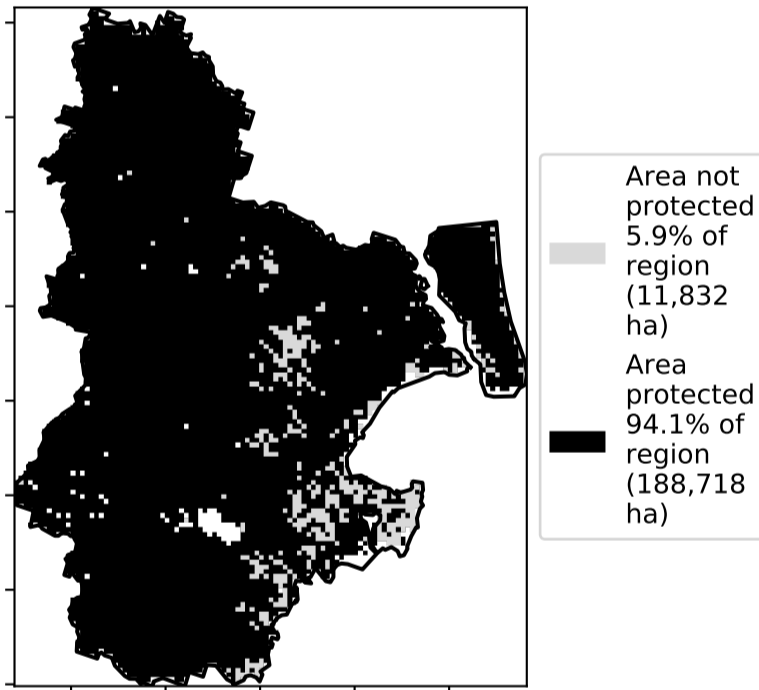 Area not
protected
5.9% of
region
(11,832
ha)
Area
protected
94.1% of
region
(188,718
ha)